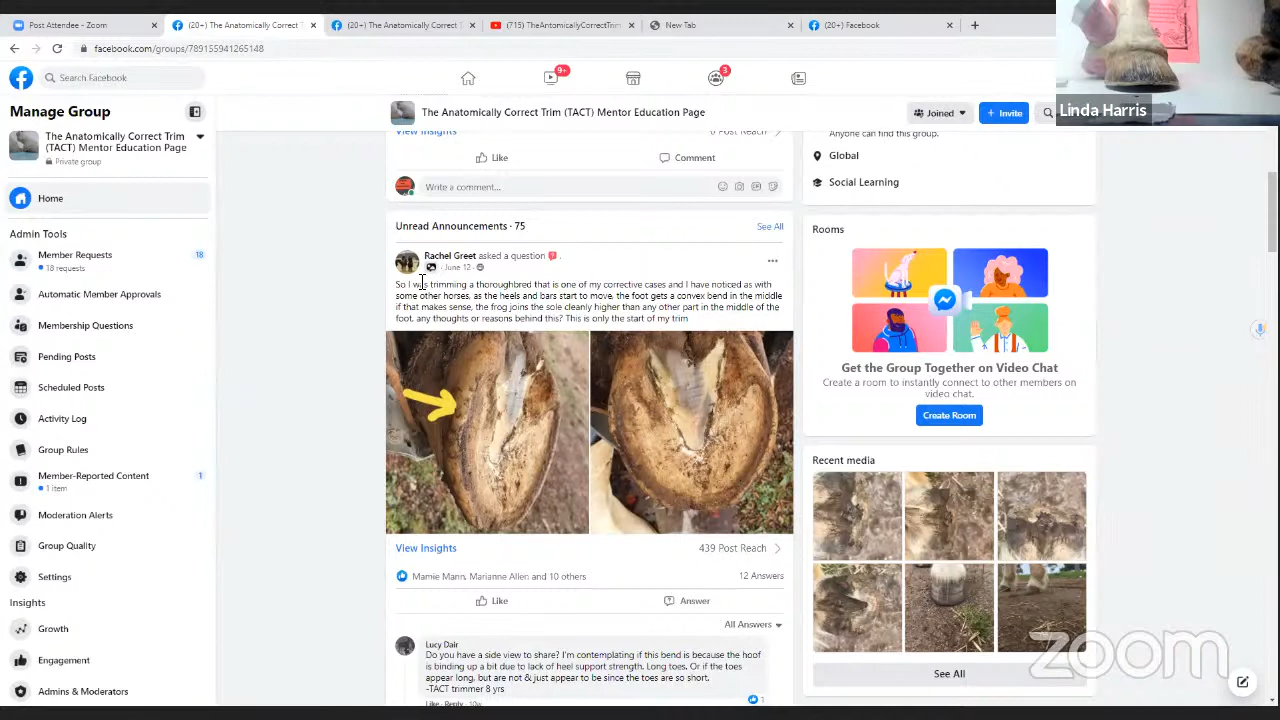 Post Attendee - Zoom
(20+) The Anatomically Correct T
(20+) The Anatomically Correct
(715) TheAntomicallyCorrectTrim
New Tab
(20+) Facebook
facebook.com/groups/789155941265148
Linda Harris
Search Facebook
9+
3
Manage Group
The Anatomically Correct Trim
(TACT) Mentor Education Page
Private group
Home
Admin Tools
Member Requests
18
18 requests
Automatic Member Approvals
Membership Questions
Pending Posts
Scheduled Posts
Activity Log
Group Rules
Member-Reported Content
1
1 item
Moderation Alerts
Group Quality
Settings
Insights
Growth
Engagement
Admins & Moderators
The Anatomically Correct Trim (TACT) Mentor Education Page
Joined
+ Invite
View Insights
0 Post Reach
Like
Comment
Write a comment...
Unread Announcements · 75
See All
Rachel Greet asked a question .
· June 12 ·
So I was trimming a thoroughbred that is one of my corrective cases and I have noticed as with
some other horses, as the heels and bars start to move, the foot gets a convex bend in the middle
if that makes sense, the frog joins the sole cleanly higher than any other part in the middle of the
foot, any thoughts or reasons behind this? This is only the start of my trim
View Insights
439 Post Reach
Mamie Mann, Marianne Allen and 10 others
12 Answers
Like
Answer
All Answers
Lucy Dair
Do you have a side view to share? I'm contemplating if this bend is because the hoof
is binding up a bit due to lack of heel support strength. Long toes. Or if the toes
appear long, but are not & just appear to be since the toes are so short.
-TACT trimmer 8 yrs
1
Like · Reply · 10w
Anyone can find this group.
Global
Social Learning
Rooms
Get the Group Together on Video Chat
Create a room to instantly connect to other members on
video chat.
Create Room
Recent media
See All
zoom